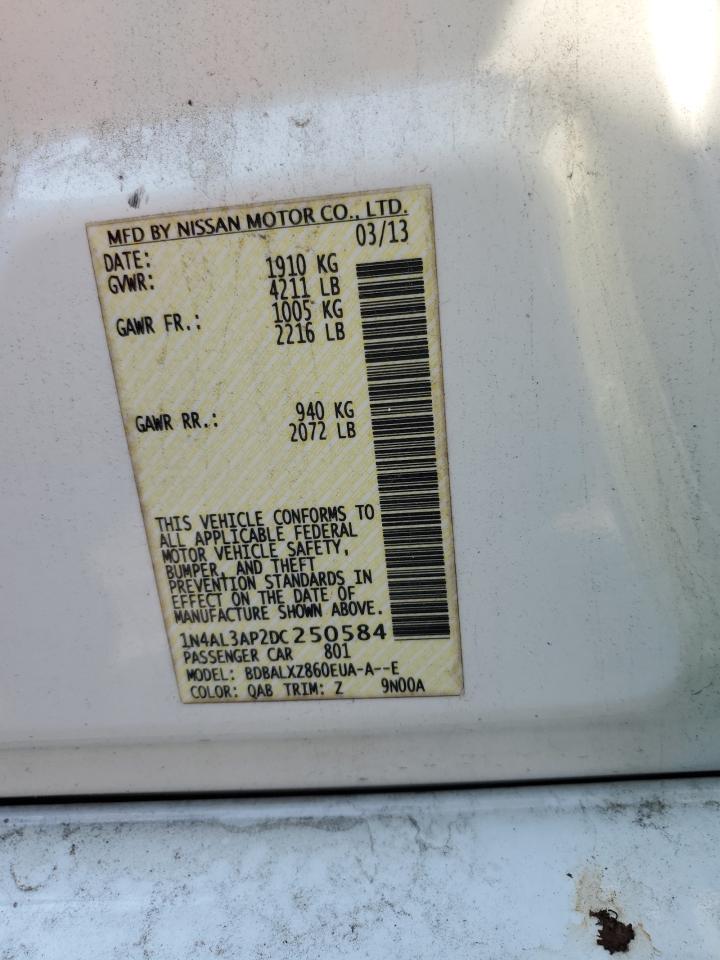 MFD BY NISSAN MOTOR CO., LTD.
DATE: 03/13
GVWR: 1910 KG
4211 LB
GAWR FR.: 1005 KG
2216 LB
GAWR RR.: 940 KG
2072 LB
THIS VEHICLE CONFORMS TO
ALL APPLICABLE FEDERAL
MOTOR VEHICLE SAFETY,
BUMPER, AND THEFT
PREVENTION STANDARDS IN
EFFECT ON THE DATE OF
MANUFACTURE SHOWN ABOVE.
1N4AL3AP2DC250584
PASSENGER CAR 801
MODEL: BDBALXZ860EUA-A--E
COLOR: QAB TRIM: Z 9N00A